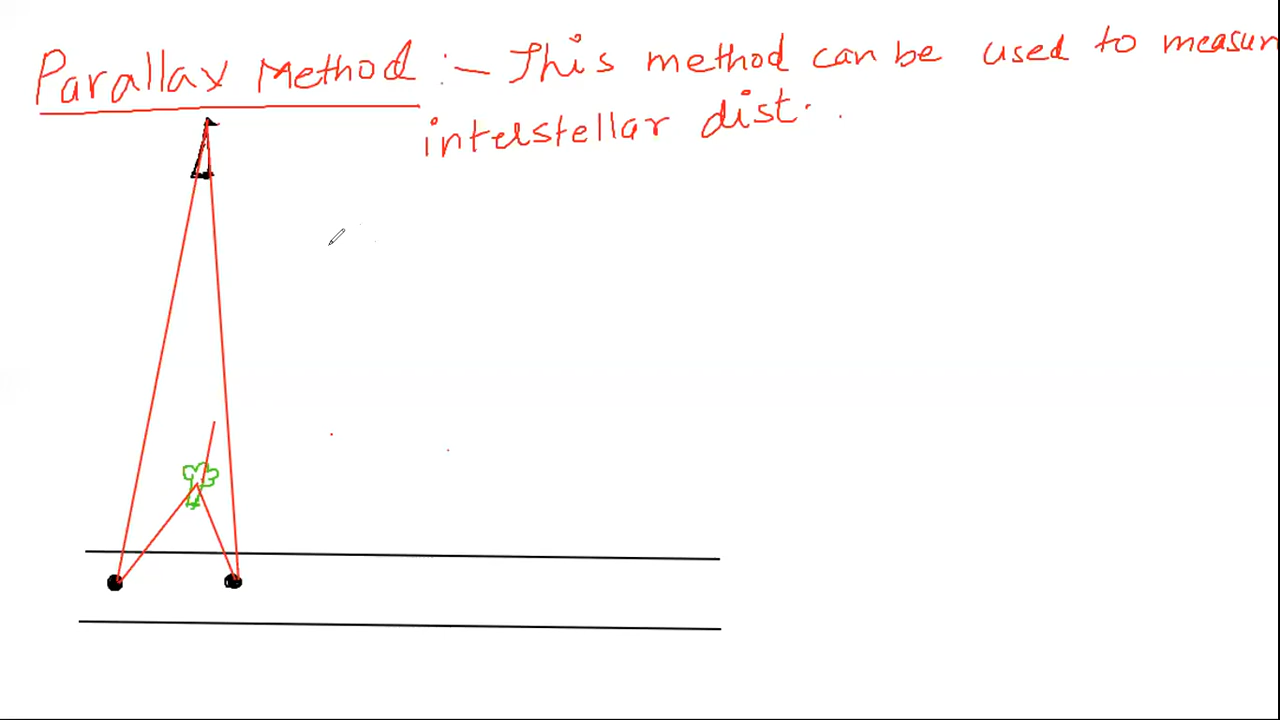 Parallax Method :- This method can be used to measur
interstellar dist.